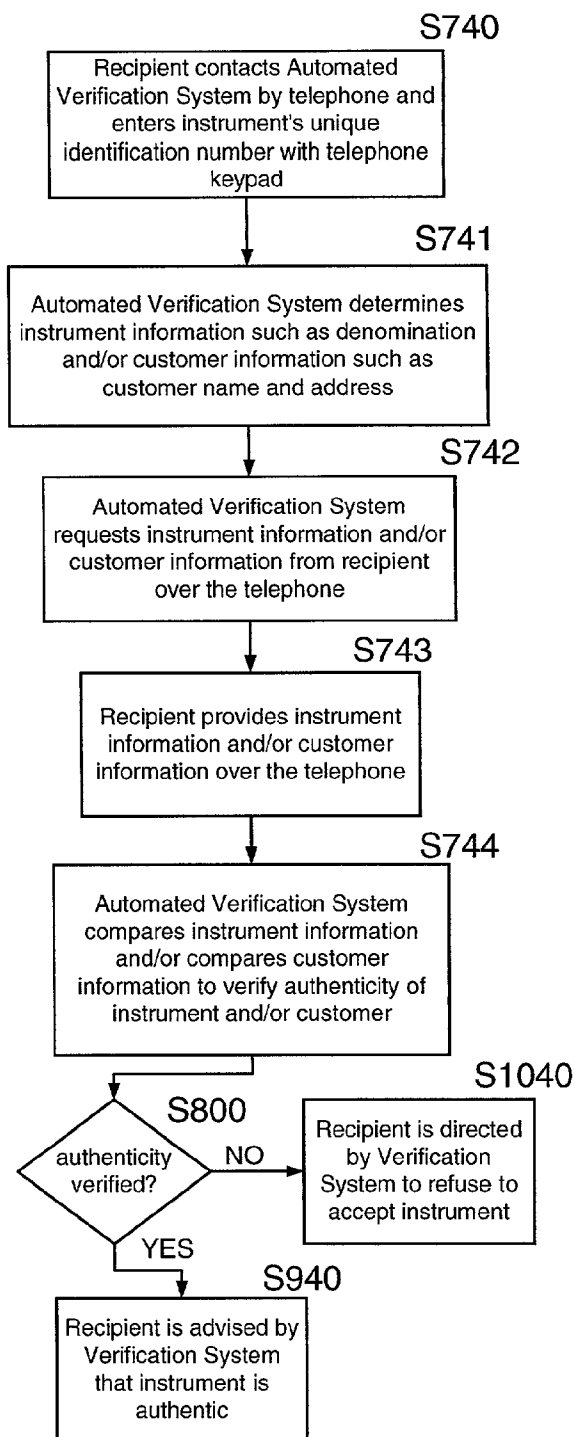 S740
Recipient contacts Automated
Verification System by telephone and
enters instrument's unique
identification number with telephone
keypad
S741
Automated Verification System determines
instrument information such as denomination
and/or customer information such as
customer name and address
S742
Automated Verification System
requests instrument information and/or
customer information from recipient
over the telephone
S743
Recipient provides instrument
information and/or customer
information over the telephone
S744
Automated Verification System
compares instrument information
and/or compares customer
information to verify authenticity of
instrument and/or customer
S800
authenticity
verified?
NO
S1040
Recipient is directed
by Verification
System to refuse to
accept instrument
YES
S940
Recipient is advised by
Verification System
that instrument is
authentic